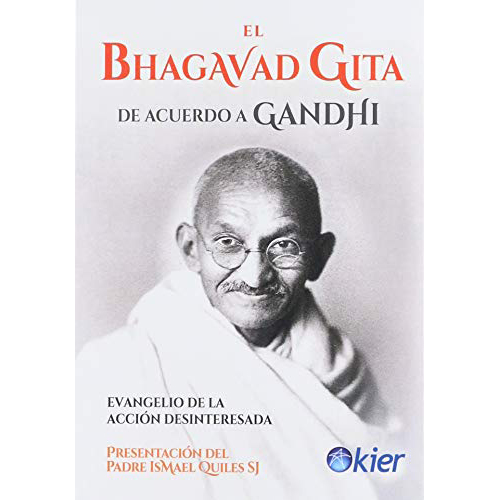 EL
BHAGAVAD GITA
DE ACUERDO A GANDHI
EVANGELIO DE LA
ACCIÓN DESINTERESADA
PRESENTACIÓN DEL
PADRE ISMAEL QUILES SJ
kier